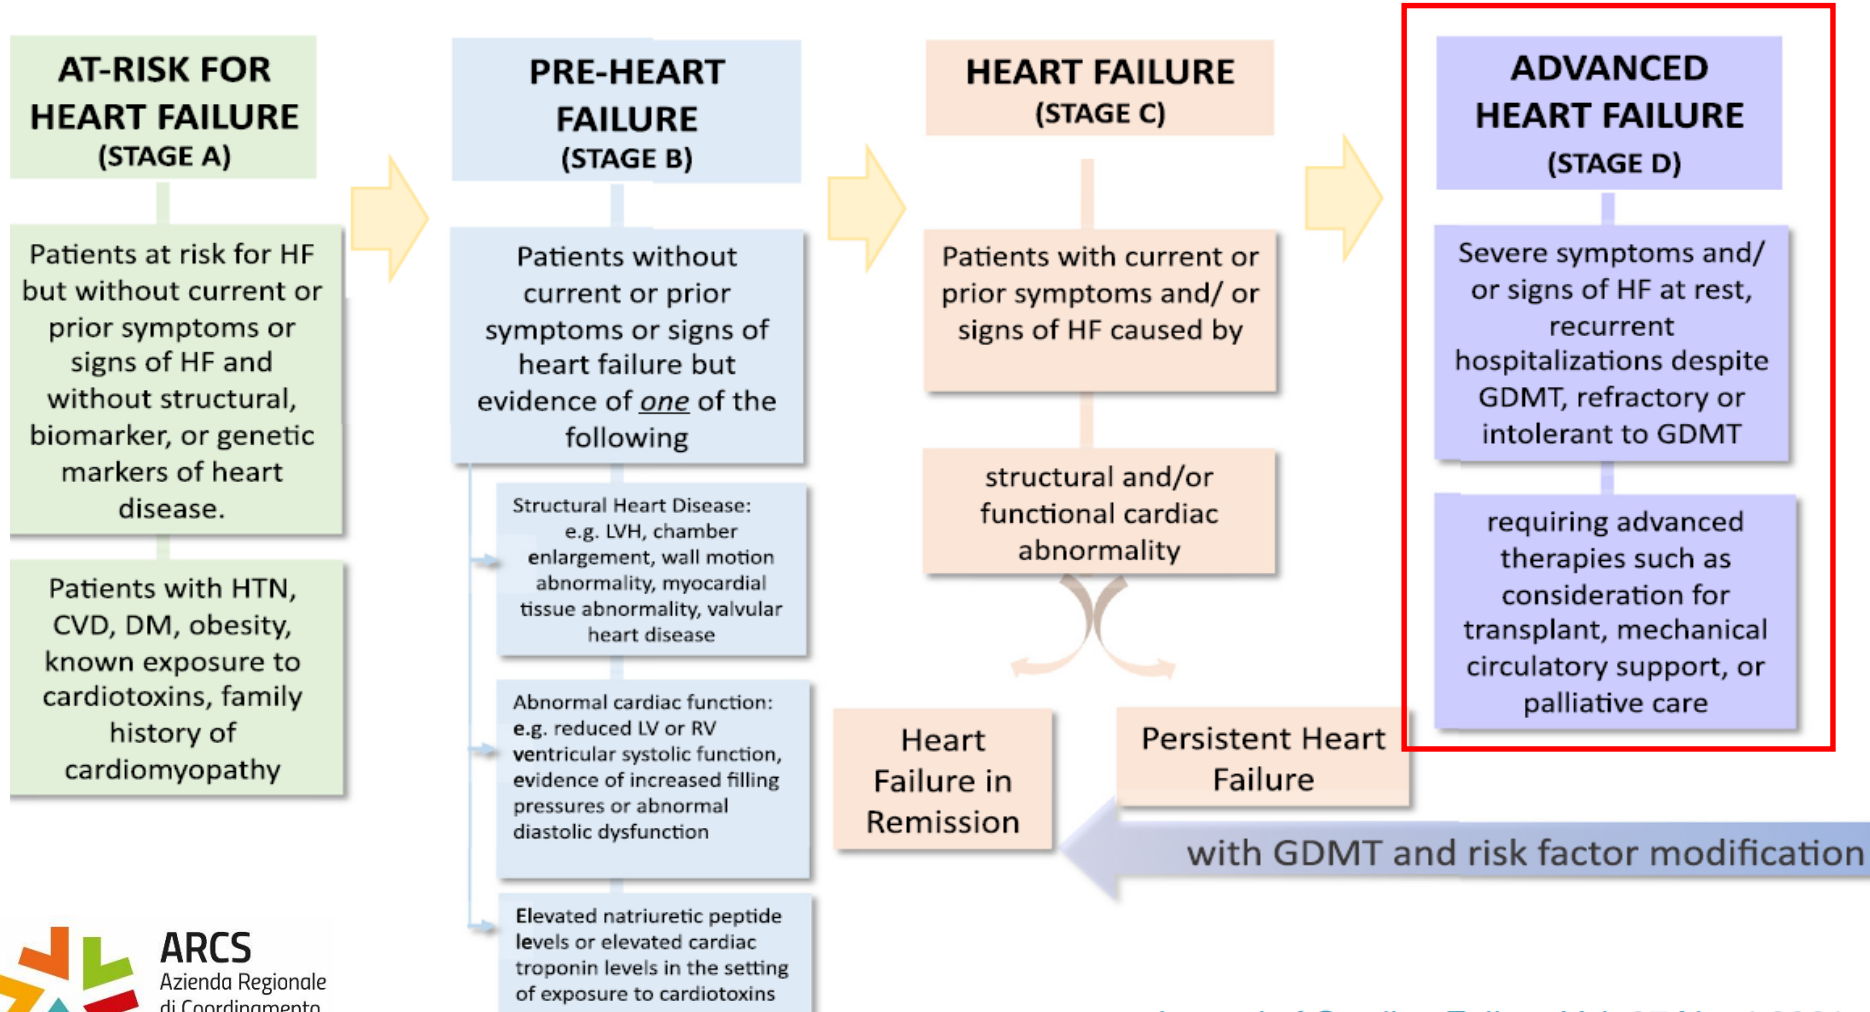 AT-RISK FOR
HEART FAILURE
(STAGE A)
Patients at risk for HF
but without current or
prior symptoms or
signs of HF and
without structural,
biomarker, or genetic
markers of heart
disease.
Patients with HTN,
CVD, DM, obesity,
known exposure to
cardiotoxins, family
history of
cardiomyopathy
PRE-HEART
FAILURE
(STAGE B)
Patients without
current or prior
symptoms or signs of
heart failure but
evidence of one of the
following
Structural Heart Disease:
e.g. LVH, chamber
enlargement, wall motion
abnormality, myocardial
tissue abnormality, valvular
heart disease
Abnormal cardiac function:
e.g. reduced LV or RV
ventricular systolic function,
evidence of increased filling
pressures or abnormal
diastolic dysfunction
Elevated natriuretic peptide
levels or elevated cardiac
troponin levels in the setting
of exposure to cardiotoxins
HEART FAILURE
(STAGE C)
Patients with current or
prior symptoms and/ or
signs of HF caused by
structural and/or
functional cardiac
abnormality
Heart
Failure in
Remission
Persistent Heart
Failure
ADVANCED
HEART FAILURE
(STAGE D)
Severe symptoms and/
or signs of HF at rest,
recurrent
hospitalizations despite
GDMT, refractory or
intolerant to GDMT
requiring advanced
therapies such as
consideration for
transplant, mechanical
circulatory support, or
palliative care
with GDMT and risk factor modification
ARCS
Azienda Regionale
di Coordinamento